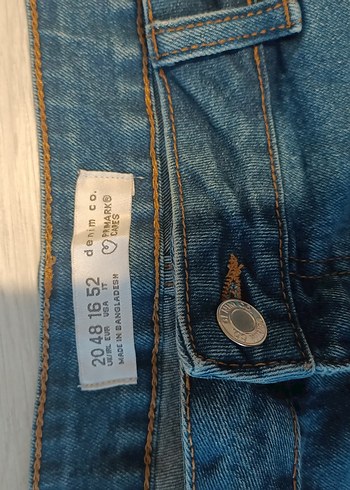 denim co.
PRIMARK®
CARES
20 48 16 52
UK/IRL EUR USA IT
MADE IN BANGLADESH